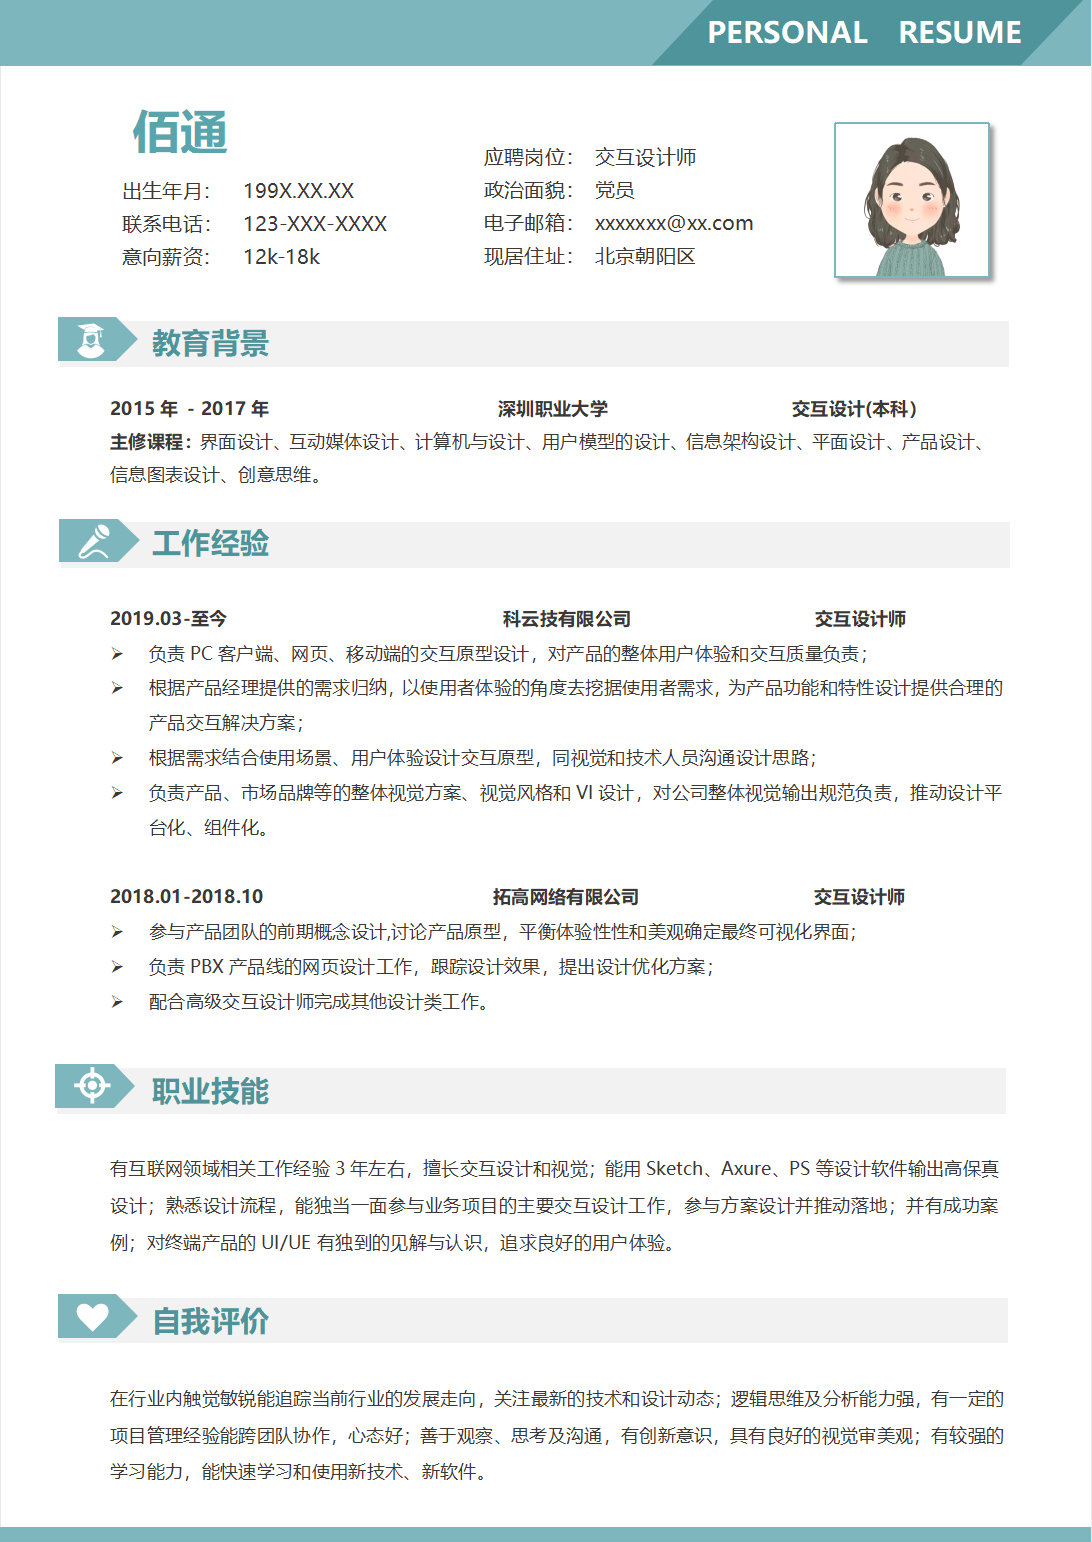 PERSONAL RESUME
佰通
出生年月： 199X.XX.XX
联系电话： 123-XXX-XXXX
意向薪资： 12k-18k
应聘岗位： 交互设计师
政治面貌： 党员
电子邮箱： xxxxxxx@xx.com
现居住址： 北京朝阳区
教育背景
2015 年 - 2017 年 深圳职业大学 交互设计(本科）
主修课程：界面设计、互动媒体设计、计算机与设计、用户模型的设计、信息架构设计、平面设计、产品设计、
信息图表设计、创意思维。
工作经验
2019.03-至今 科云技有限公司 交互设计师
➢ 负责 PC 客户端、网页、移动端的交互原型设计，对产品的整体用户体验和交互质量负责；
➢ 根据产品经理提供的需求归纳，以使用者体验的角度去挖据使用者需求，为产品功能和特性设计提供合理的
产品交互解决方案；
➢ 根据需求结合使用场景、用户体验设计交互原型，同视觉和技术人员沟通设计思路；
➢ 负责产品、市场品牌等的整体视觉方案、视觉风格和 VI 设计，对公司整体视觉输出规范负责，推动设计平
台化、组件化。
2018.01-2018.10 拓高网络有限公司 交互设计师
➢ 参与产品团队的前期概念设计,讨论产品原型，平衡体验性性和美观确定最终可视化界面；
➢ 负责 PBX 产品线的网页设计工作，跟踪设计效果，提出设计优化方案；
➢ 配合高级交互设计师完成其他设计类工作。
职业技能
有互联网领域相关工作经验 3 年左右，擅长交互设计和视觉；能用 Sketch、Axure、PS 等设计软件输出高保真
设计；熟悉设计流程，能独当一面参与业务项目的主要交互设计工作，参与方案设计并推动落地；并有成功案
例；对终端产品的 UI/UE 有独到的见解与认识，追求良好的用户体验。
自我评价
在行业内触觉敏锐能追踪当前行业的发展走向，关注最新的技术和设计动态；逻辑思维及分析能力强，有一定的
项目管理经验能跨团队协作，心态好；善于观察、思考及沟通，有创新意识，具有良好的视觉审美观；有较强的
学习能力，能快速学习和使用新技术、新软件。